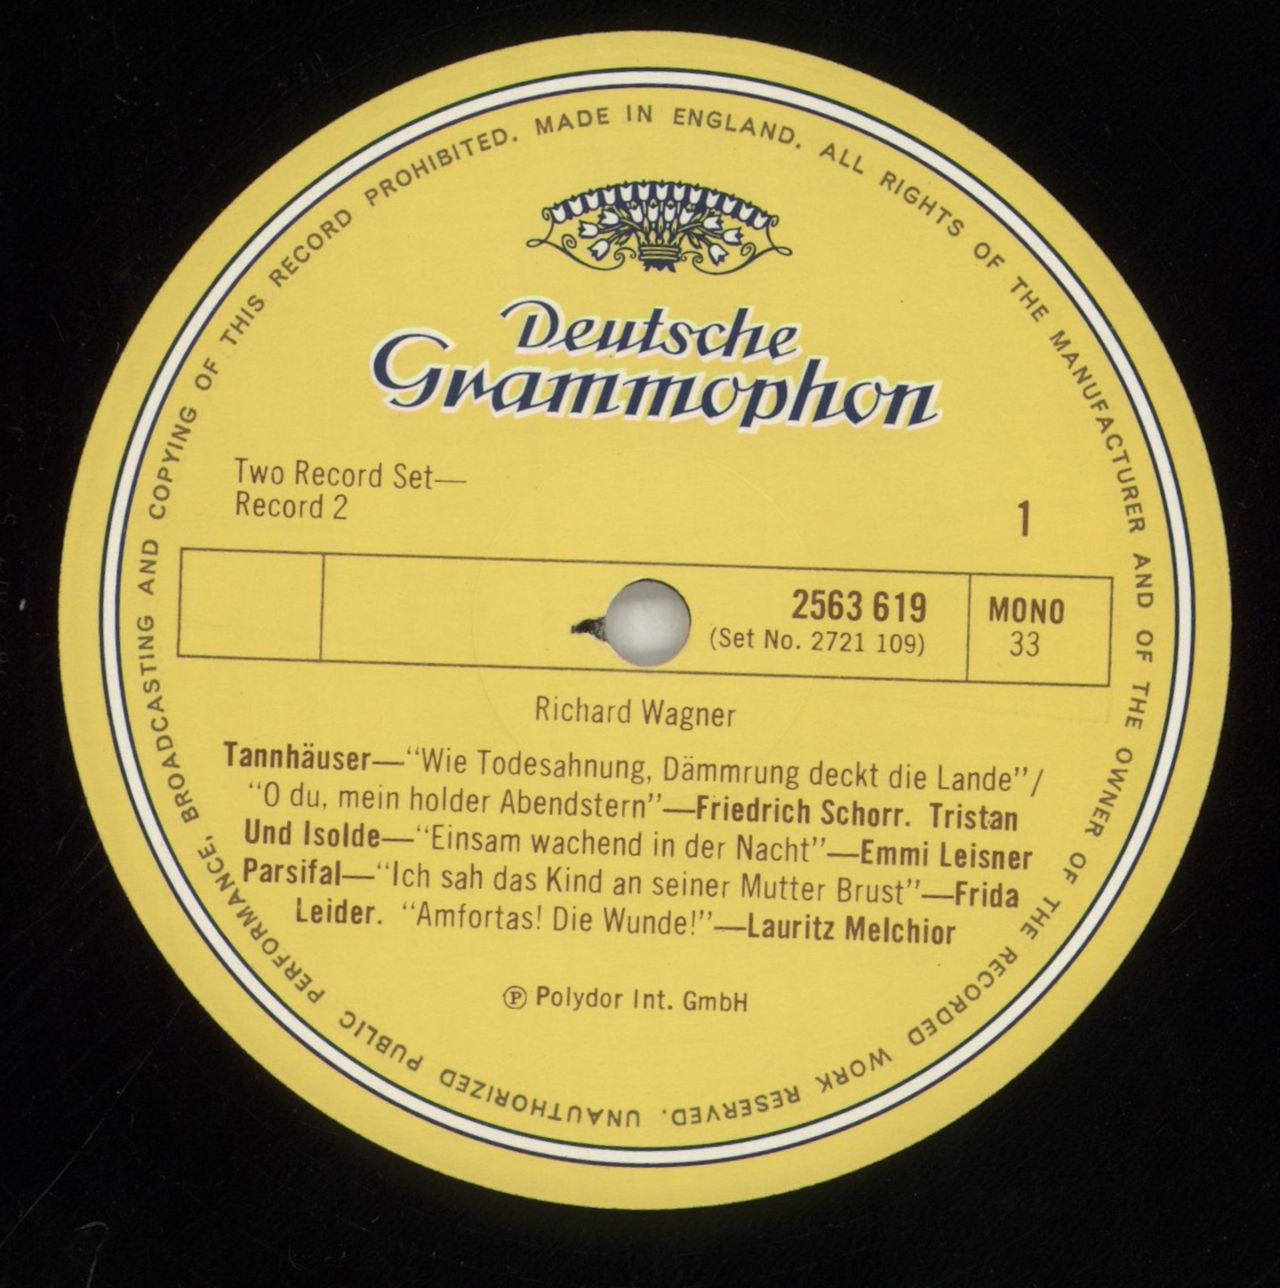 MADE IN ENGLAND. ALL RIGHTS OF THE MANUFACTURER AND OF THE OWNER OF THE RECORDED WORK RESERVED. UNAUTHORIZED PUBLIC PERFORMANCE, BROADCASTING AND COPYING OF THIS RECORD PROHIBITED.
Deutsche
Grammophon
Two Record Set—
Record 2
1
2563 619
(Set No. 2721 109)
MONO
33
Richard Wagner
Tannhäuser—“Wie Todesahnung, Dämmrung deckt die Lande”/
“O du, mein holder Abendstern”—Friedrich Schorr. Tristan
Und Isolde—“Einsam wachend in der Nacht”—Emmi Leisner
Parsifal—“Ich sah das Kind an seiner Mutter Brust”—Frida
Leider. “Amfortas! Die Wunde!”—Lauritz Melchior
Ⓟ Polydor Int. GmbH